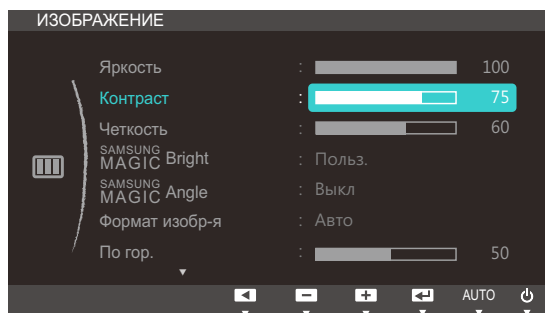 ИЗОБРАЖЕНИЕ
Яркость : 100
Контраст : 75
Четкость : 60
SAMSUNG MAGIC Bright : Польз.
SAMSUNG MAGIC Angle : Выкл
Формат изобр-я : Авто
По гор. : 50
AUTO